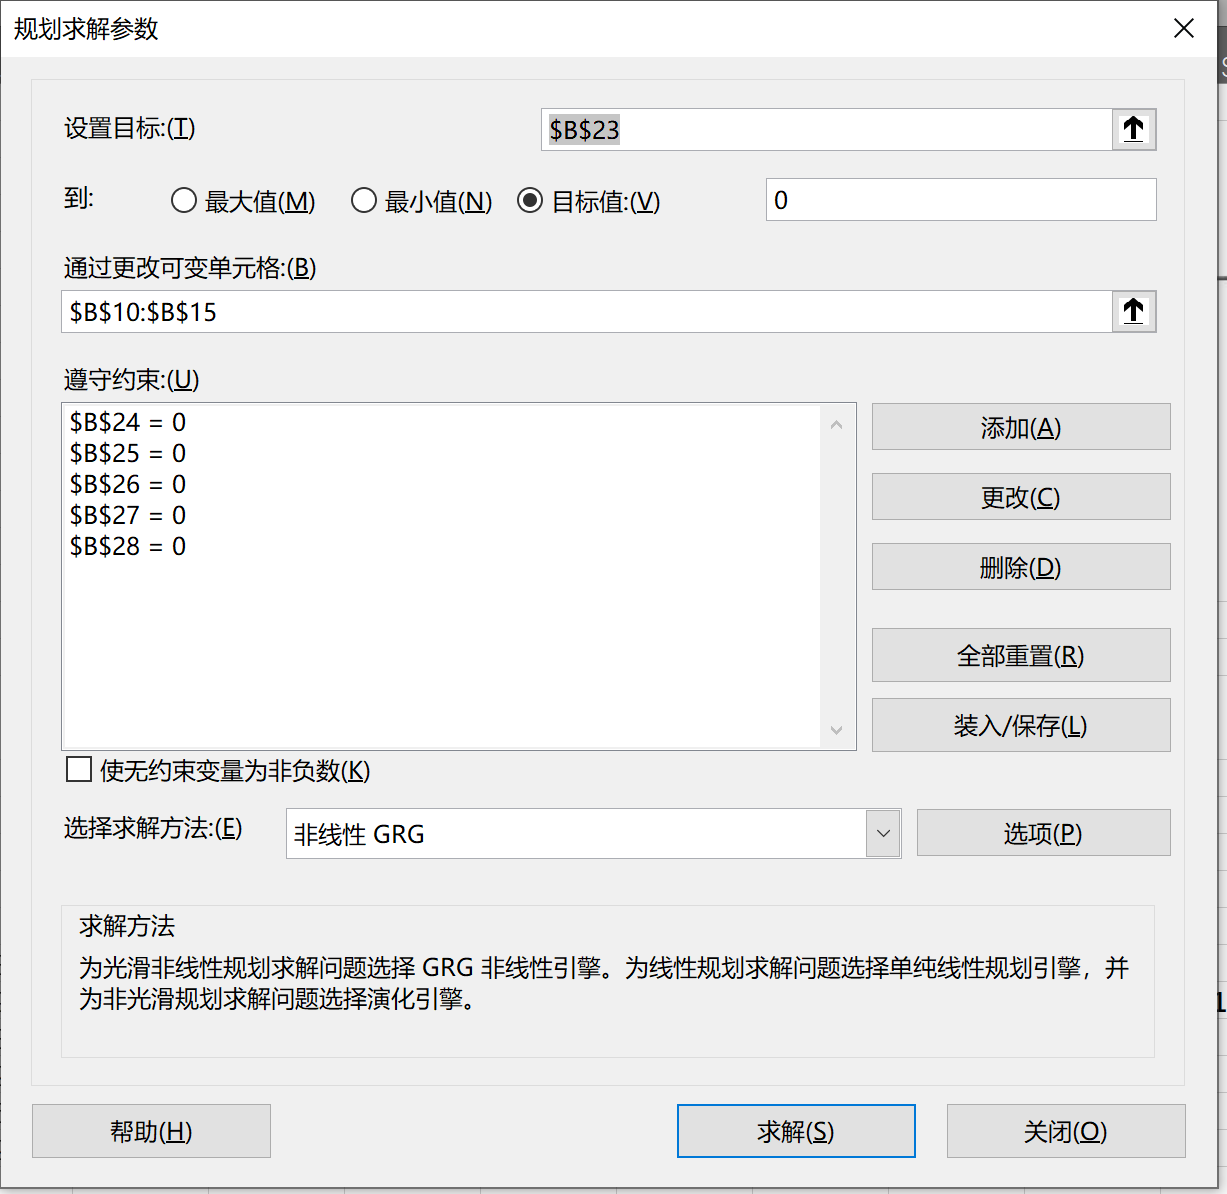 规划求解参数
设置目标:(T)
$B$23
到:
最大值(M)
最小值(N)
目标值:(V)
0
通过更改可变单元格:(B)
$B$10:$B$15
遵守约束:(U)
$B$24 = 0
$B$25 = 0
$B$26 = 0
$B$27 = 0
$B$28 = 0
添加(A)
更改(C)
删除(D)
全部重置(R)
装入/保存(L)
使无约束变量为非负数(K)
选择求解方法:(E)
非线性 GRG
选项(P)
求解方法
为光滑非线性规划求解问题选择 GRG 非线性引擎。为线性规划求解问题选择单纯线性规划引擎，并
为非光滑规划求解问题选择演化引擎。
帮助(H)
求解(S)
关闭(O)